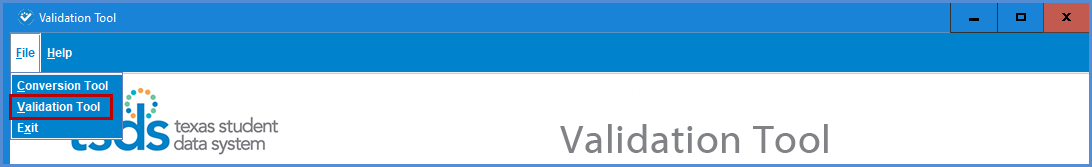 Validation Tool
File Help
Conversion Tool
Validation Tool
Exit
tsds texas student
data system
Validation Tool